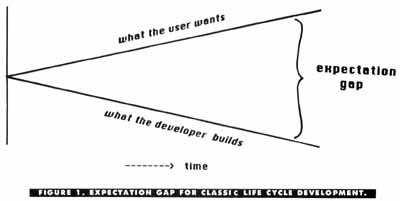 what the user wants
expectation
gap
what the developer builds
--------> time
FIGURE 1. EXPECTATION GAP FOR CLASSIC LIFE CYCLE DEVELOPMENT.